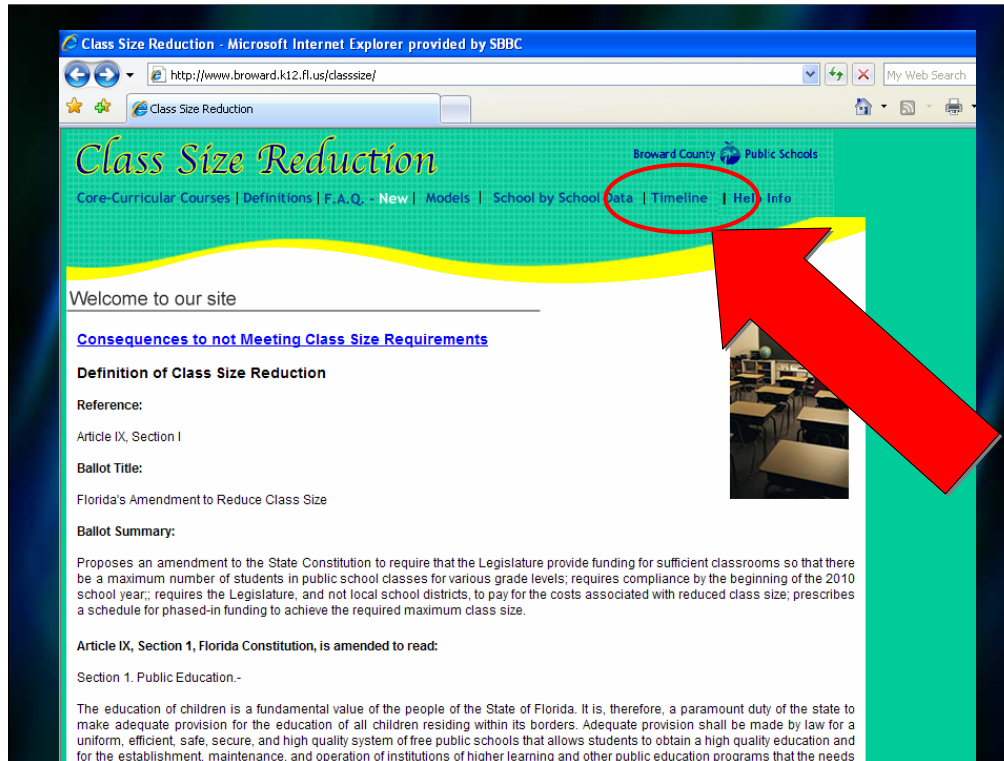 Class Size Reduction - Microsoft Internet Explorer provided by SBBC
http://www.broward.k12.fl.us/classsize/
My Web Search
Class Size Reduction
Class Size Reduction
Broward County Public Schools
Core-Curricular Courses | Definitions | F.A.Q. - New | Models | School by School Data | Timeline | Help Info
Welcome to our site
Consequences to not Meeting Class Size Requirements
Definition of Class Size Reduction
Reference:
Article IX, Section I
Ballot Title:
Florida's Amendment to Reduce Class Size
Ballot Summary:
Proposes an amendment to the State Constitution to require that the Legislature provide funding for sufficient classrooms so that there
be a maximum number of students in public school classes for various grade levels; requires compliance by the beginning of the 2010
school year;; requires the Legislature, and not local school districts, to pay for the costs associated with reduced class size; prescribes
a schedule for phased-in funding to achieve the required maximum class size.
Article IX, Section 1, Florida Constitution, is amended to read:
Section 1. Public Education.-
The education of children is a fundamental value of the people of the State of Florida. It is, therefore, a paramount duty of the state to
make adequate provision for the education of all children residing within its borders. Adequate provision shall be made by law for a
uniform, efficient, safe, secure, and high quality system of free public schools that allows students to obtain a high quality education and
for the establishment, maintenance, and operation of institutions of higher learning and other public education programs that the needs